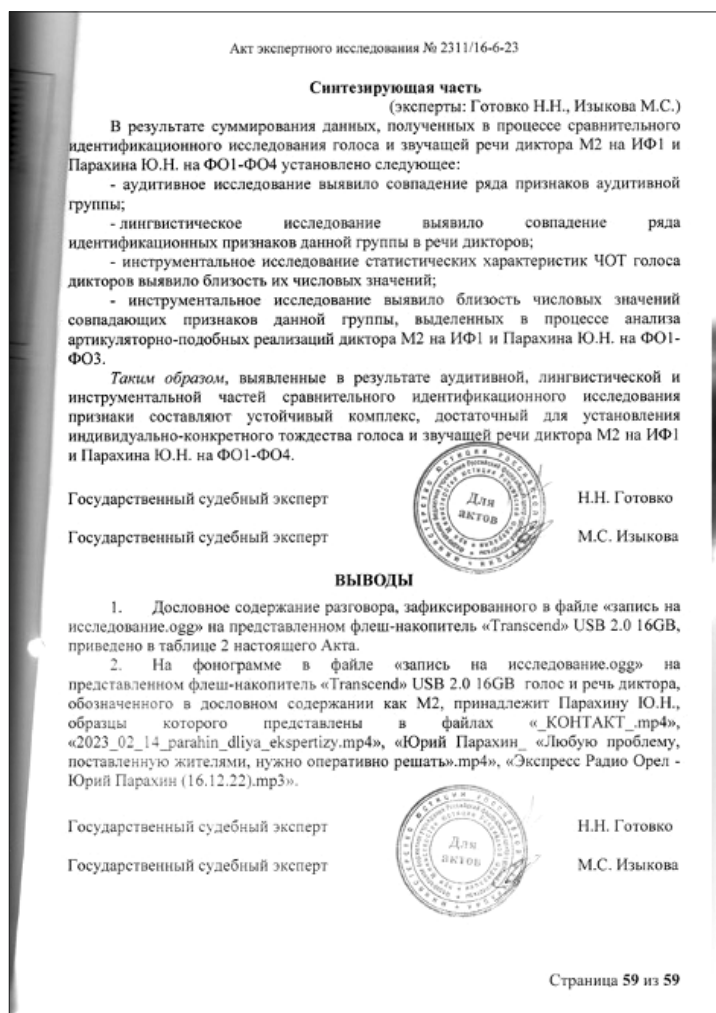 Акт экспертного исследования № 2311/16-6-23
Синтезирующая часть
(эксперты: Готовко Н.Н., Изыкова М.С.)
В результате суммирования данных, полученных в процессе сравнительного
идентификационного исследования голоса и звучащей речи диктора М2 на ИФ1 и
Парахина Ю.Н. на ФО1-ФО4 установлено следующее:
- аудитивное исследование выявило совпадение ряда признаков аудитивной
группы;
- лингвистическое исследование выявило совпадение ряда
идентификационных признаков данной группы в речи дикторов;
- инструментальное исследование статистических характеристик ЧОТ голоса
дикторов выявило близость их числовых значений;
- инструментальное исследование выявило близость числовых значений
совпадающих признаков данной группы, выделенных в процессе анализа
артикуляторно-подобных реализаций диктора М2 на ИФ1 и Парахина Ю.Н. на ФО1-
ФО3.
Таким образом, выявленные в результате аудитивной, лингвистической и
инструментальной частей сравнительного идентификационного исследования
признаки составляют устойчивый комплекс, достаточный для установления
индивидуально-конкретного тождества голоса и звучащей речи диктора М2 на ИФ1
и Парахина Ю.Н. на ФО1-ФО4.
Государственный судебный эксперт Н.Н. Готовко
Для
актов
Государственный судебный эксперт М.С. Изыкова
ВЫВОДЫ
1. Дословное содержание разговора, зафиксированного в файле «запись на
исследование.ogg» на представленном флеш-накопитель «Transcend» USB 2.0 16GB,
приведено в таблице 2 настоящего Акта.
2. На фонограмме в файле «запись на исследование.ogg» на
представленном флеш-накопитель «Transcend» USB 2.0 16GB голос и речь диктора,
обозначенного в дословном содержании как М2, принадлежит Парахину Ю.Н.,
образцы которого представлены в файлах «_КОНТАКТ_.mp4»,
«2023_02_14_parahin_dliya_ekspertizy.mp4», «Юрий Парахин_ «Любую проблему,
поставленную жителями, нужно оперативно решать».mp4», «Экспресс Радио Орел -
Юрий Парахин (16.12.22).mp3».
Государственный судебный эксперт Н.Н. Готовко
Для
актов
Государственный судебный эксперт М.С. Изыкова
Страница 59 из 59